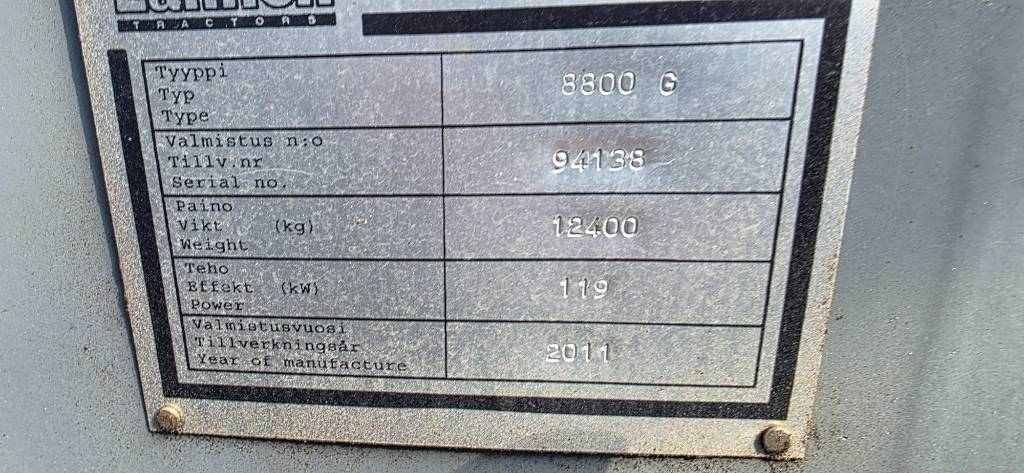 TRACTORS
Tyyppi
Typ
Type
8800 G
Valmistus n:o
Tillv.nr
Serial no.
94138
Paino
Vikt (kg)
Weight
12400
Teho
Effekt (kW)
Power
119
Valmistusvuosi
Tillverkningsår
Year of manufacture
2011